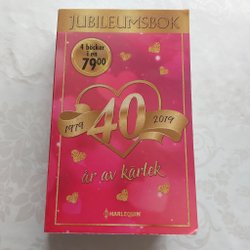 JUBILEUMSBOK
4 böcker
i en
79.00
1979 40 2019
år av kärlek
HARLEQUIN